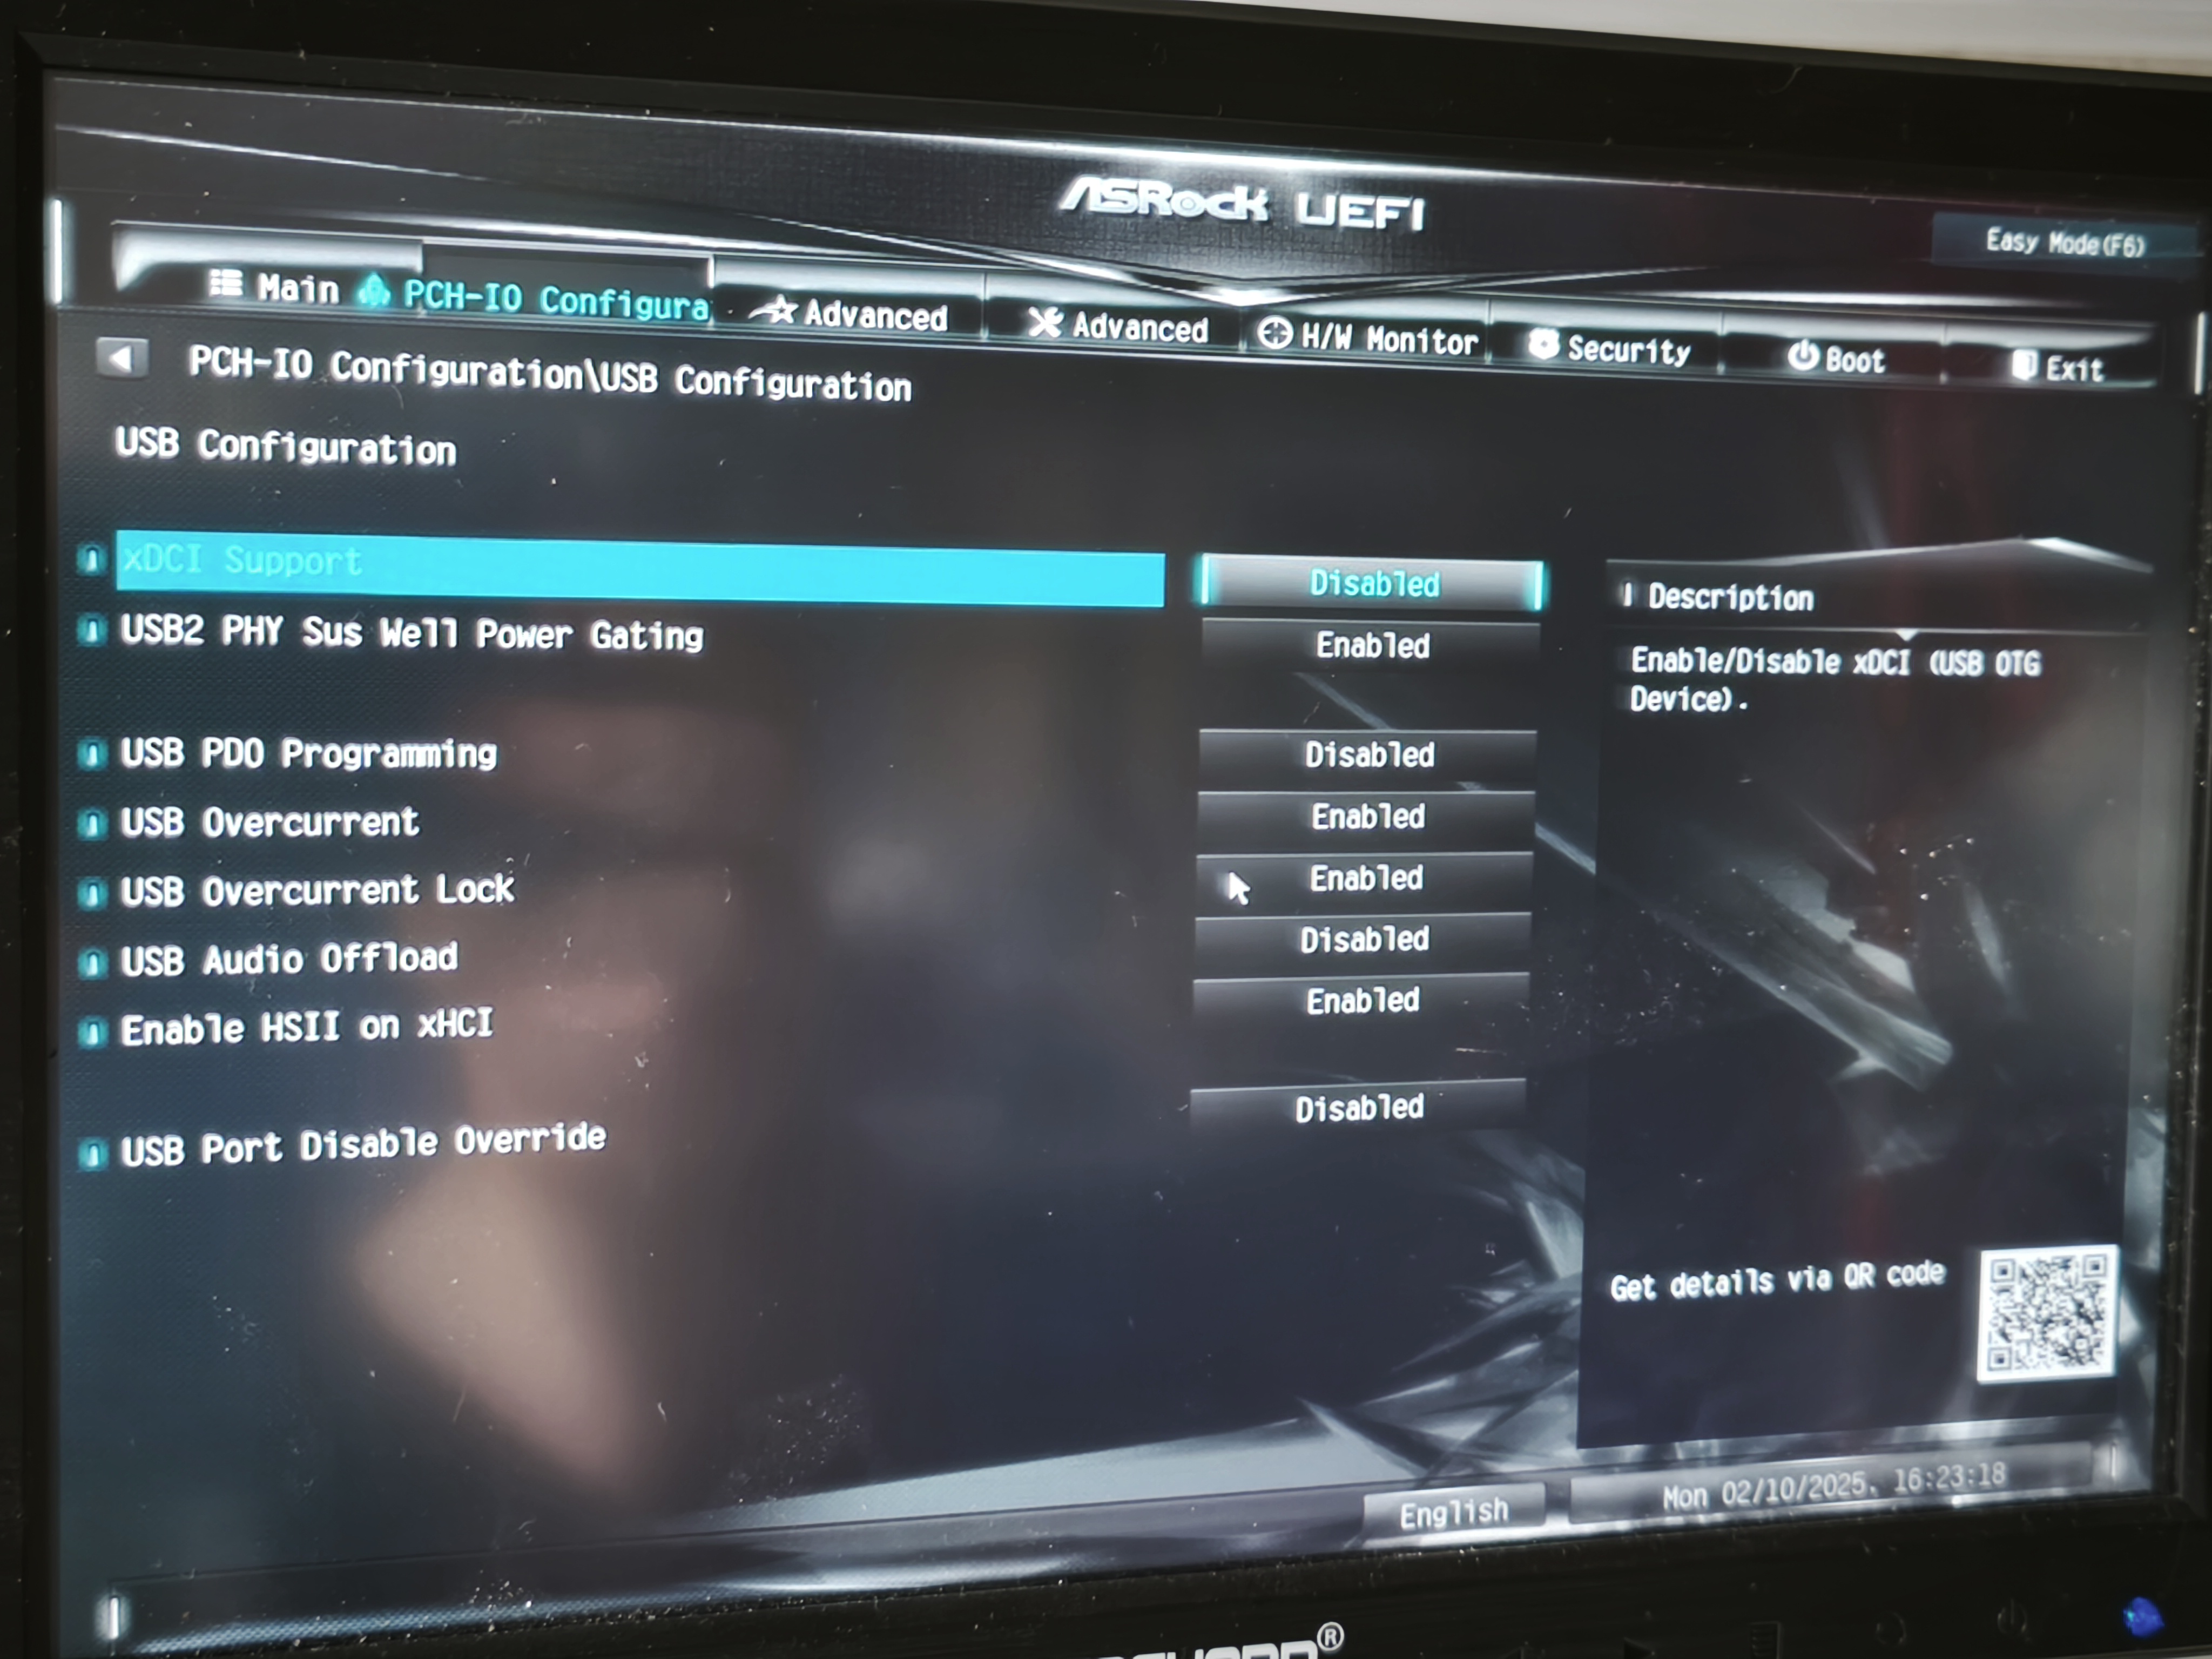 ASRock UEFI
Easy Mode(F6)
Main
PCH-IO Configura
Advanced
Advanced
H/W Monitor
Security
Boot
Exit
PCH-IO Configuration\USB Configuration
USB Configuration
xDCI Support
Disabled
USB2 PHY Sus Well Power Gating
Enabled
USB PDO Programming
Disabled
USB Overcurrent
Enabled
USB Overcurrent Lock
Enabled
USB Audio Offload
Disabled
Enable HSII on xHCI
Enabled
USB Port Disable Override
Disabled
Description
Enable/Disable xDCI (USB OTG
Device).
Get details via QR code
English
Mon 02/10/2025, 16:23:18